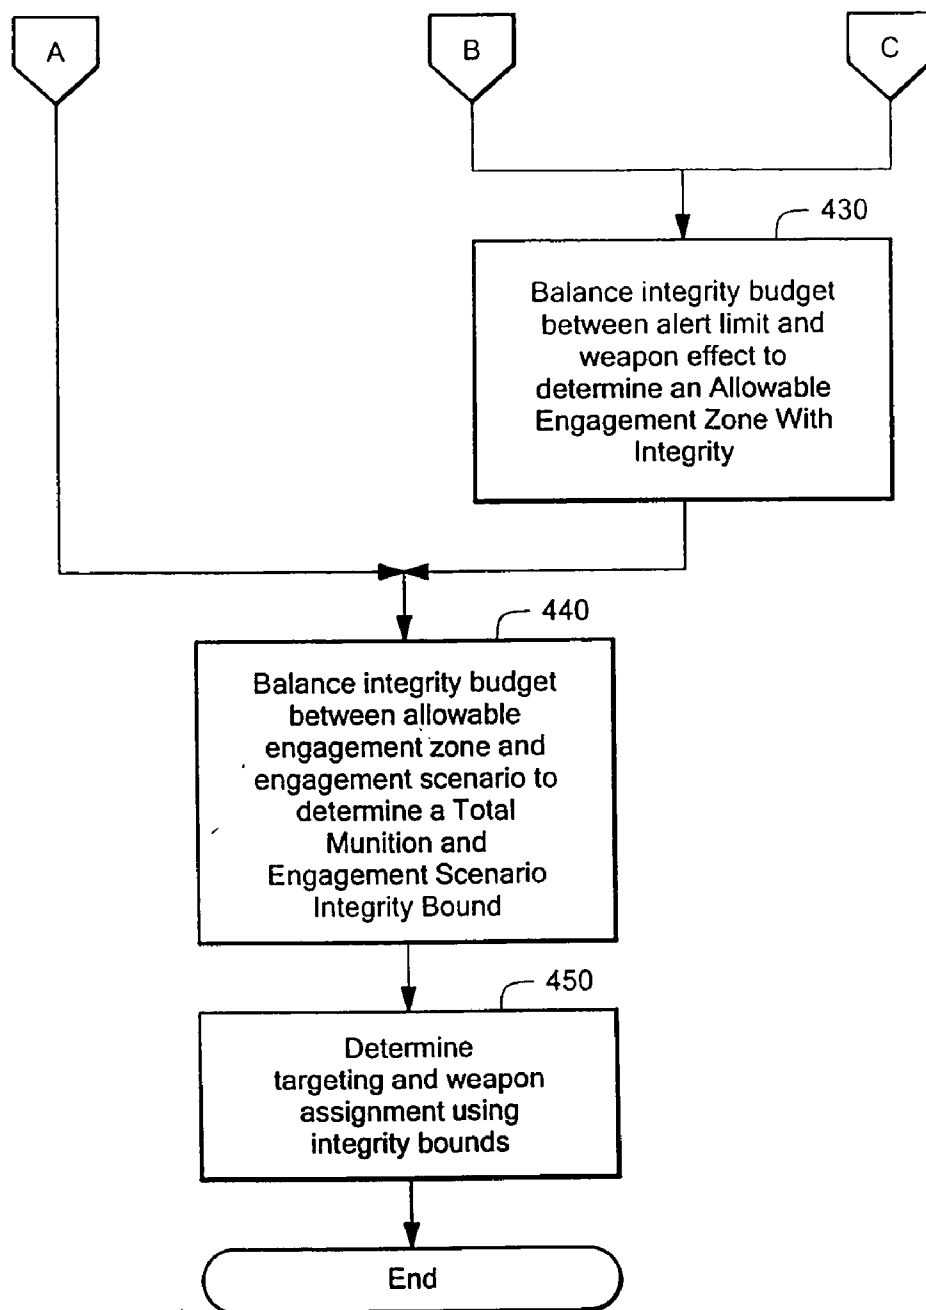 A
B
C
430
Balance integrity budget
between alert limit and
weapon effect to
determine an Allowable
Engagement Zone With
Integrity
440
Balance integrity budget
between allowable
engagement zone and
engagement scenario to
determine a Total
Munition and
Engagement Scenario
Integrity Bound
450
Determine
targeting and weapon
assignment using
integrity bounds
End